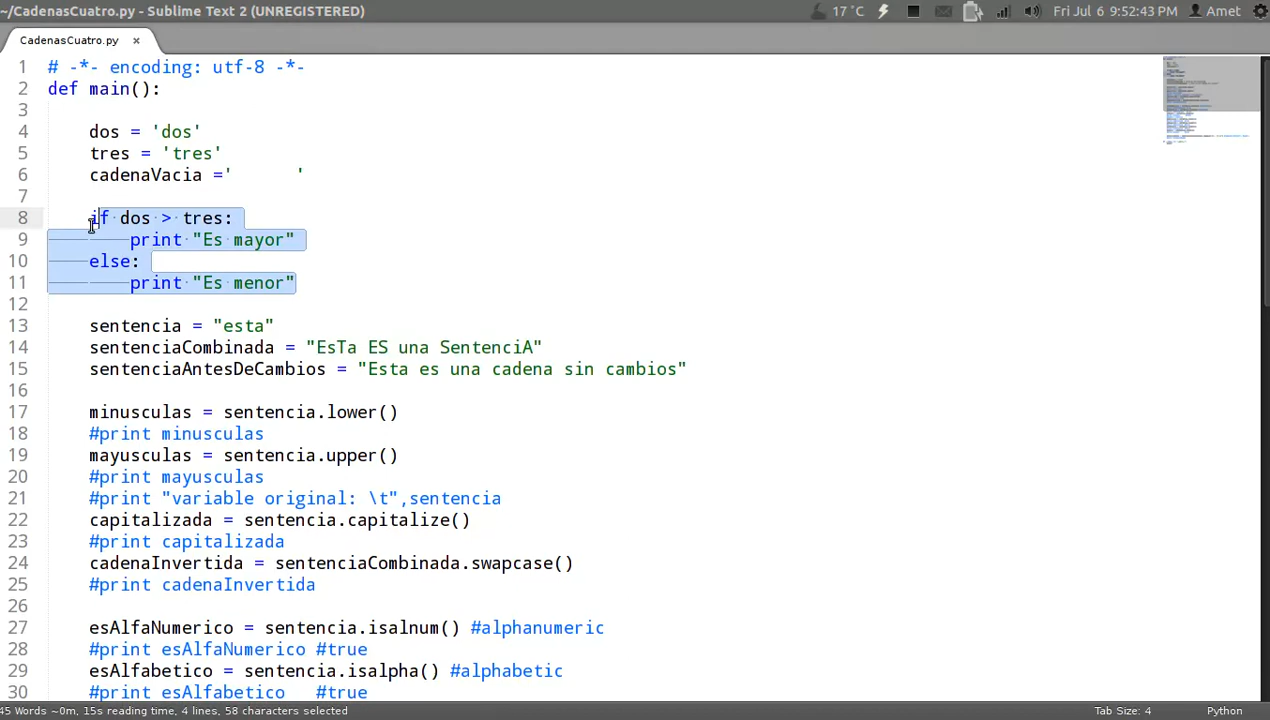 ~/CadenasCuatro.py - Sublime Text 2 (UNREGISTERED) 17 °C Fri Jul 6 9:52:43 PM Amet
CadenasCuatro.py ×
1 # -*- encoding: utf-8 -*-
2 def main():
3
4 dos = 'dos'
5 tres = 'tres'
6 cadenaVacia ='      '
7
8 if dos > tres:
9 print "Es mayor"
10 else:
11 print "Es menor"
12
13 sentencia = "esta"
14 sentenciaCombinada = "EsTa ES una SentenciA"
15 sentenciaAntesDeCambios = "Esta es una cadena sin cambios"
16
17 minusculas = sentencia.lower()
18 #print minusculas
19 mayusculas = sentencia.upper()
20 #print mayusculas
21 #print "variable original: \t",sentencia
22 capitalizada = sentencia.capitalize()
23 #print capitalizada
24 cadenaInvertida = sentenciaCombinada.swapcase()
25 #print cadenaInvertida
26
27 esAlfaNumerico = sentencia.isalnum() #alphanumeric
28 #print esAlfaNumerico #true
29 esAlfabetico = sentencia.isalpha() #alphabetic
30 #print esAlfabetico   #true
45 Words ~0m, 15s reading time, 4 lines, 58 characters selected Tab Size: 4 Python